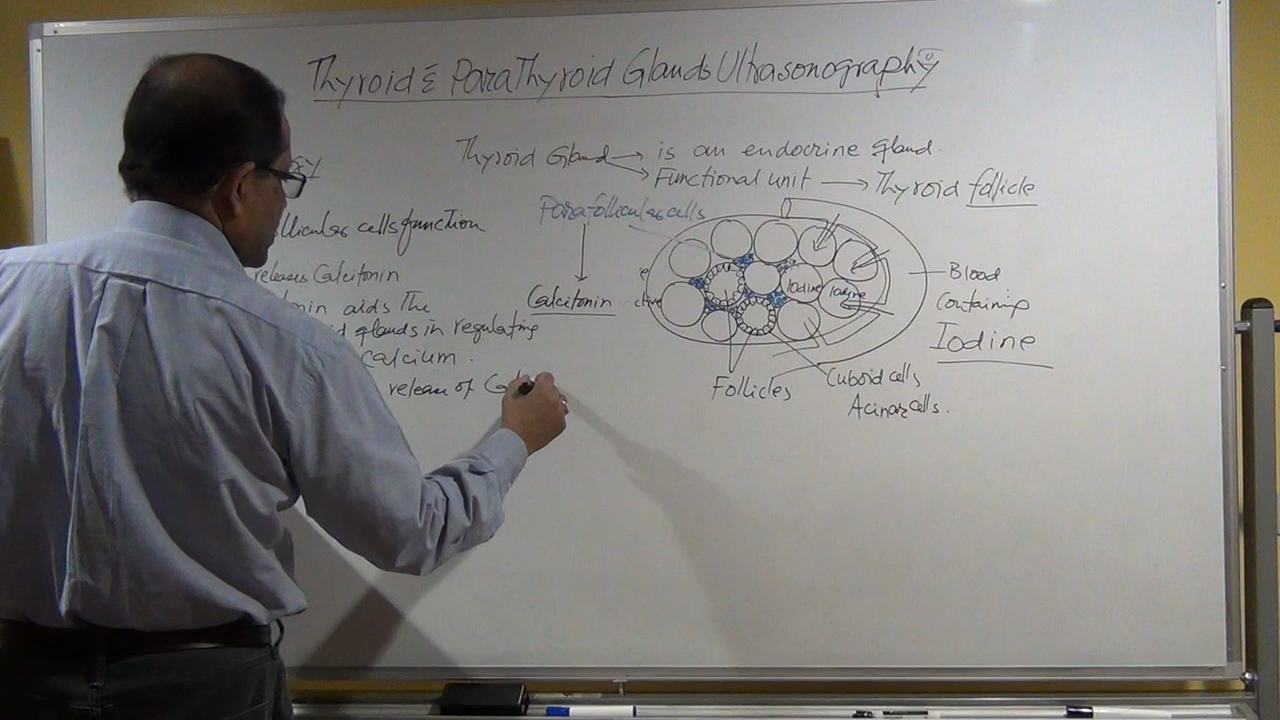 Thyroid & ParaThyroid Glands Ultrasonography
Thyroid Gland → is an endocrine gland.
→ Functional unit → Thyroid follicle
Parafollicular cells
Calcitonin
cells function
releases Calcitonin
aids The
glands in regulating
Calcium.
release of
Iodine
Iodine
Blood
Containing
Iodine
Follicles
Cuboid cells
Acinar cells.